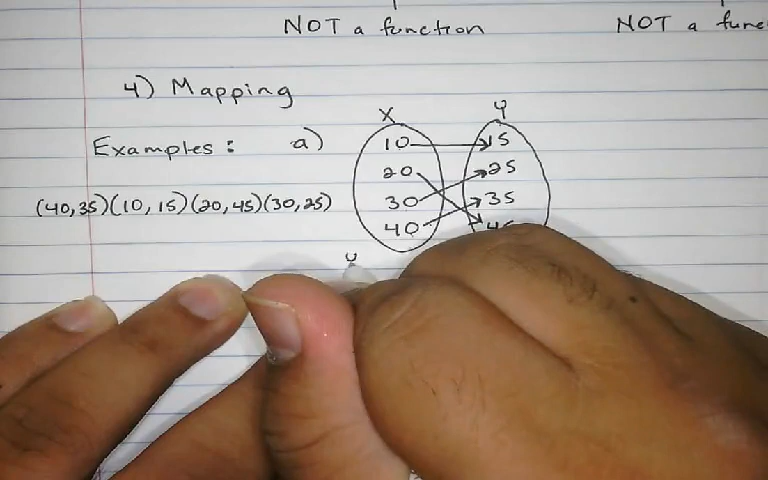 NOT a function
NOT a func
4) Mapping
X Y
Examples: a)
10 15
20 25
30 35
40
(40,35)(10,15)(20,45)(30,25)